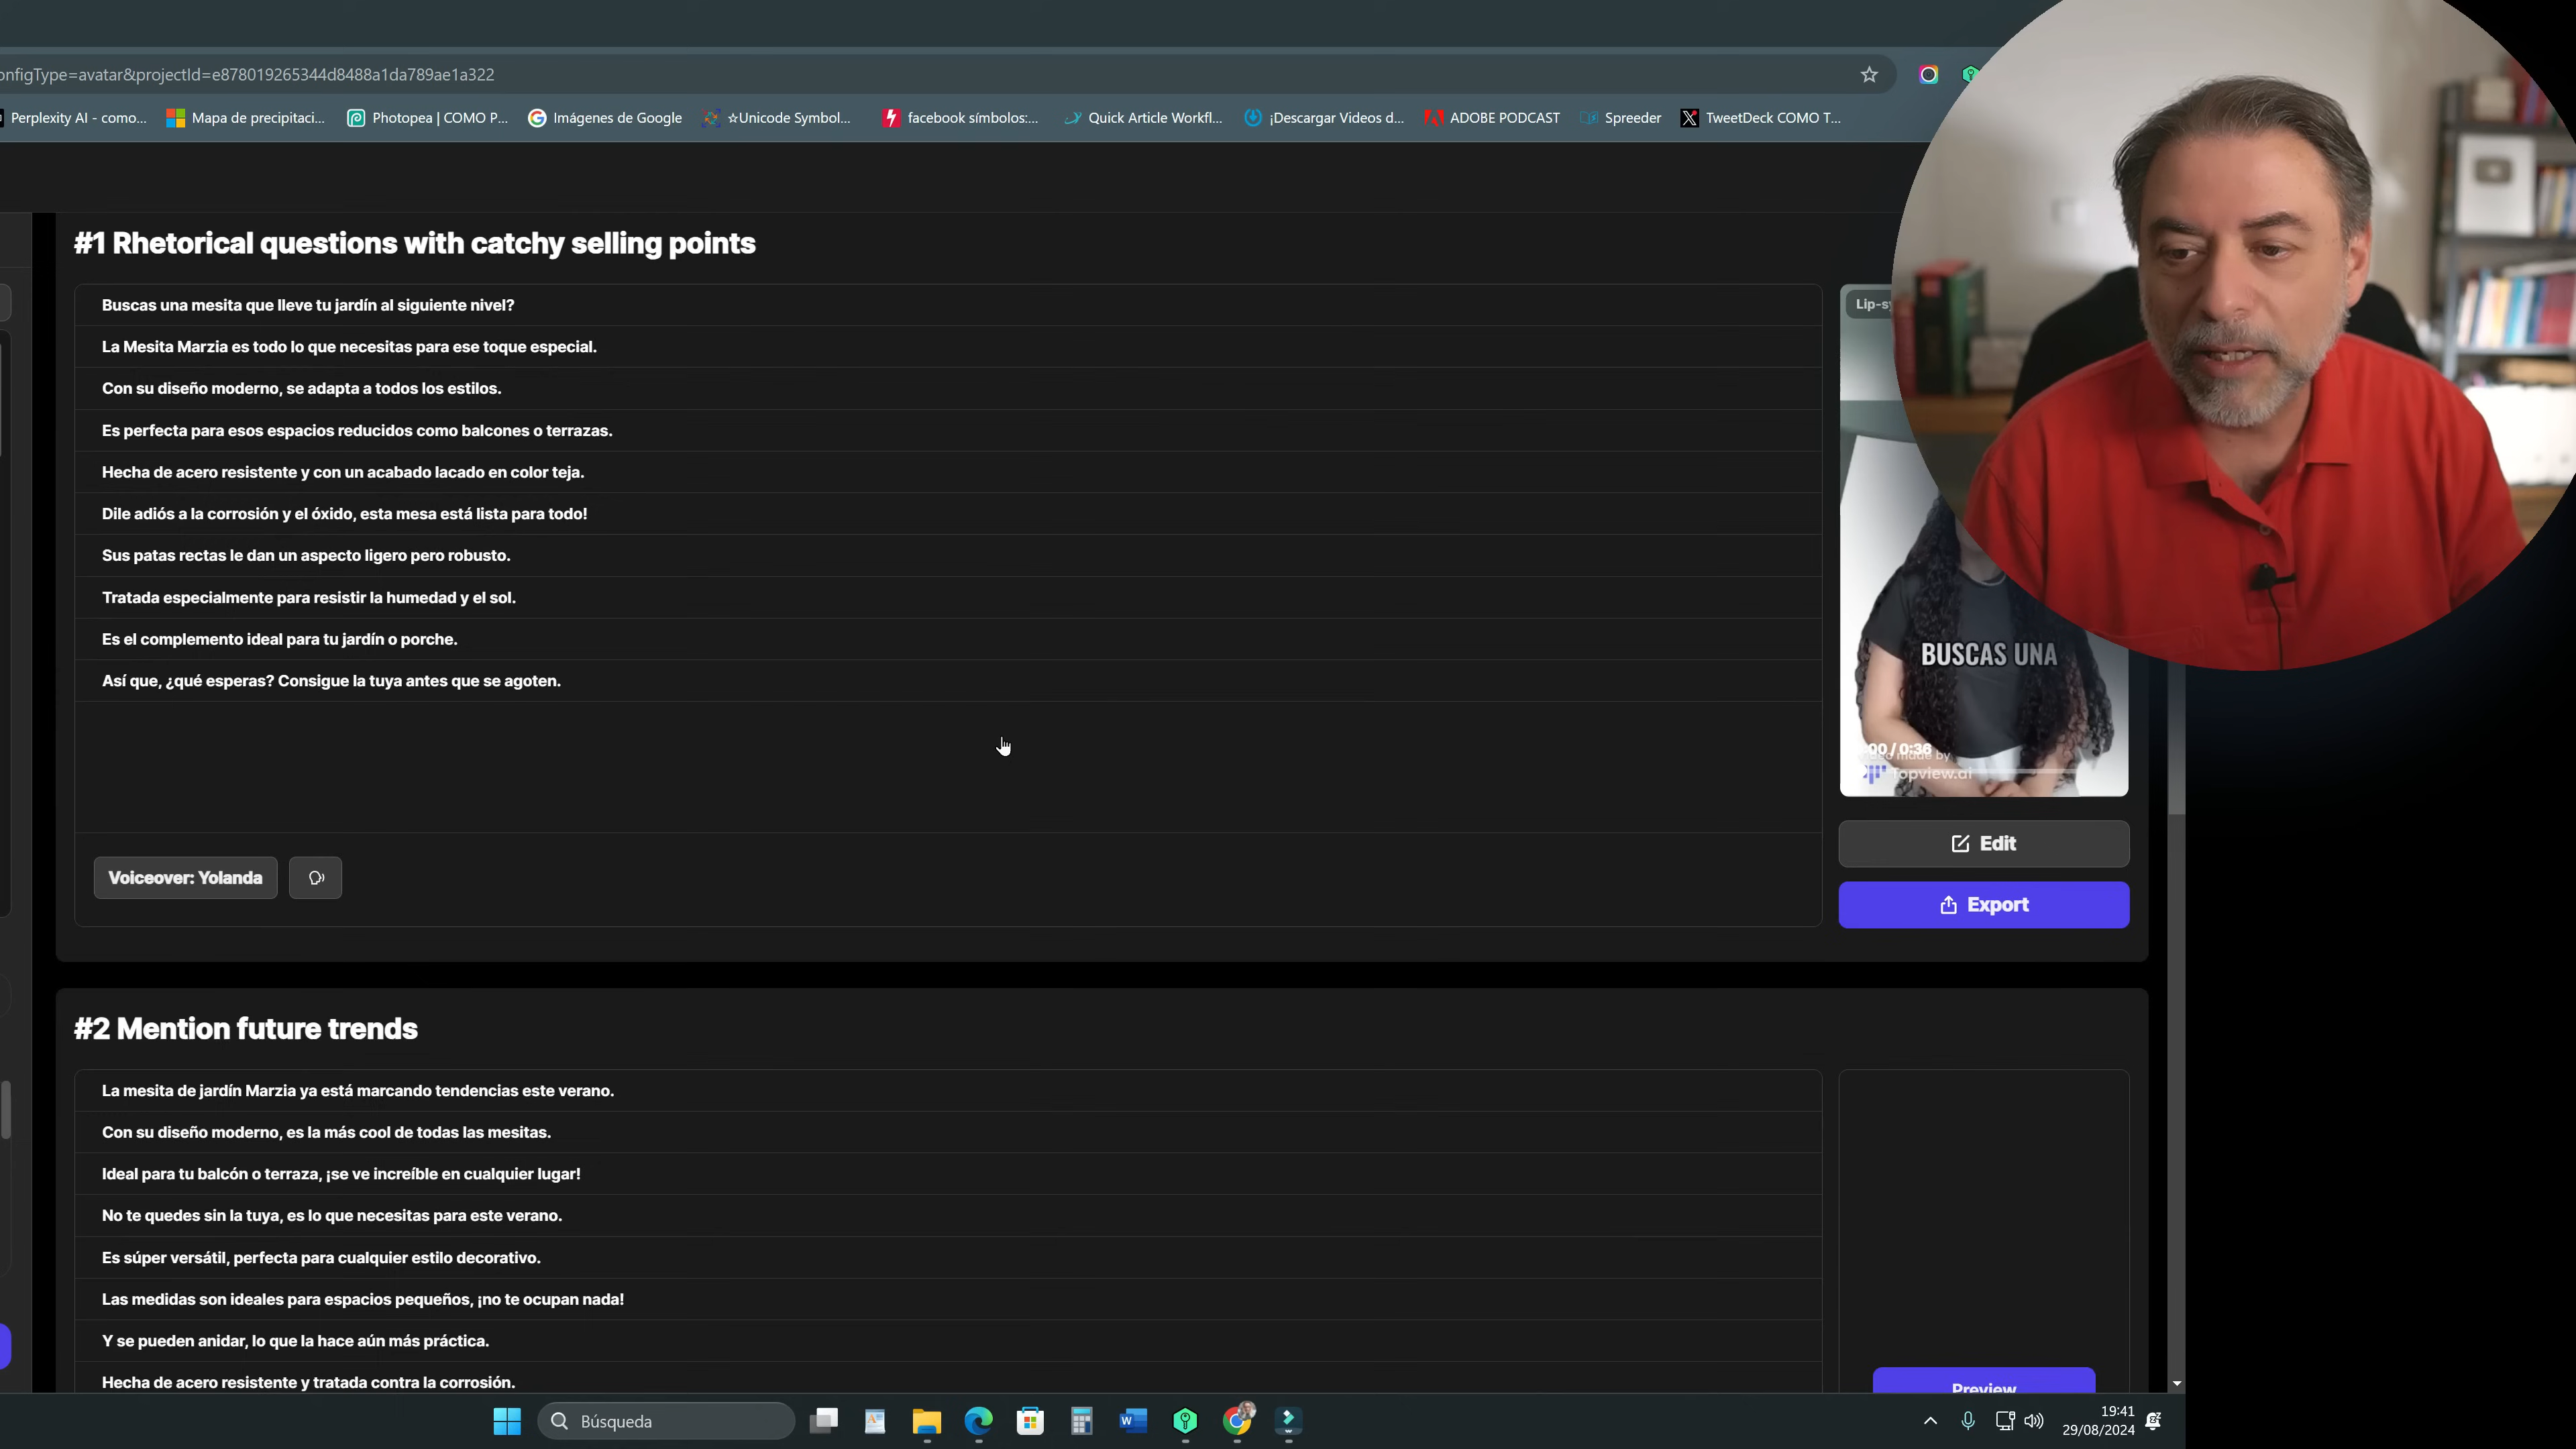 onfigType=avatar&projectId=e878019265344d8488a1da789ae1a322
Perplexity AI - como...
Mapa de precipitaci...
Photopea | COMO P...
Imágenes de Google
☆Unicode Symbol...
facebook símbolos:...
Quick Article Workfl...
¡Descargar Videos d...
ADOBE PODCAST
Spreeder
TweetDeck COMO T...
#1 Rhetorical questions with catchy selling points
Buscas una mesita que lleve tu jardín al siguiente nivel?
La Mesita Marzia es todo lo que necesitas para ese toque especial.
Con su diseño moderno, se adapta a todos los estilos.
Es perfecta para esos espacios reducidos como balcones o terrazas.
Hecha de acero resistente y con un acabado lacado en color teja.
Dile adiós a la corrosión y el óxido, esta mesa está lista para todo!
Sus patas rectas le dan un aspecto ligero pero robusto.
Tratada especialmente para resistir la humedad y el sol.
Es el complemento ideal para tu jardín o porche.
Así que, ¿qué esperas? Consigue la tuya antes que se agoten.
Voiceover: Yolanda
Lip-sy
BUSCAS UNA
00 / 0:36
made by
Topview.ai
Edit
Export
#2 Mention future trends
La mesita de jardín Marzia ya está marcando tendencias este verano.
Con su diseño moderno, es la más cool de todas las mesitas.
Ideal para tu balcón o terraza, ¡se ve increíble en cualquier lugar!
No te quedes sin la tuya, es lo que necesitas para este verano.
Es súper versátil, perfecta para cualquier estilo decorativo.
Las medidas son ideales para espacios pequeños, ¡no te ocupan nada!
Y se pueden anidar, lo que la hace aún más práctica.
Hecha de acero resistente y tratada contra la corrosión.
Preview
Búsqueda
19:41
29/08/2024